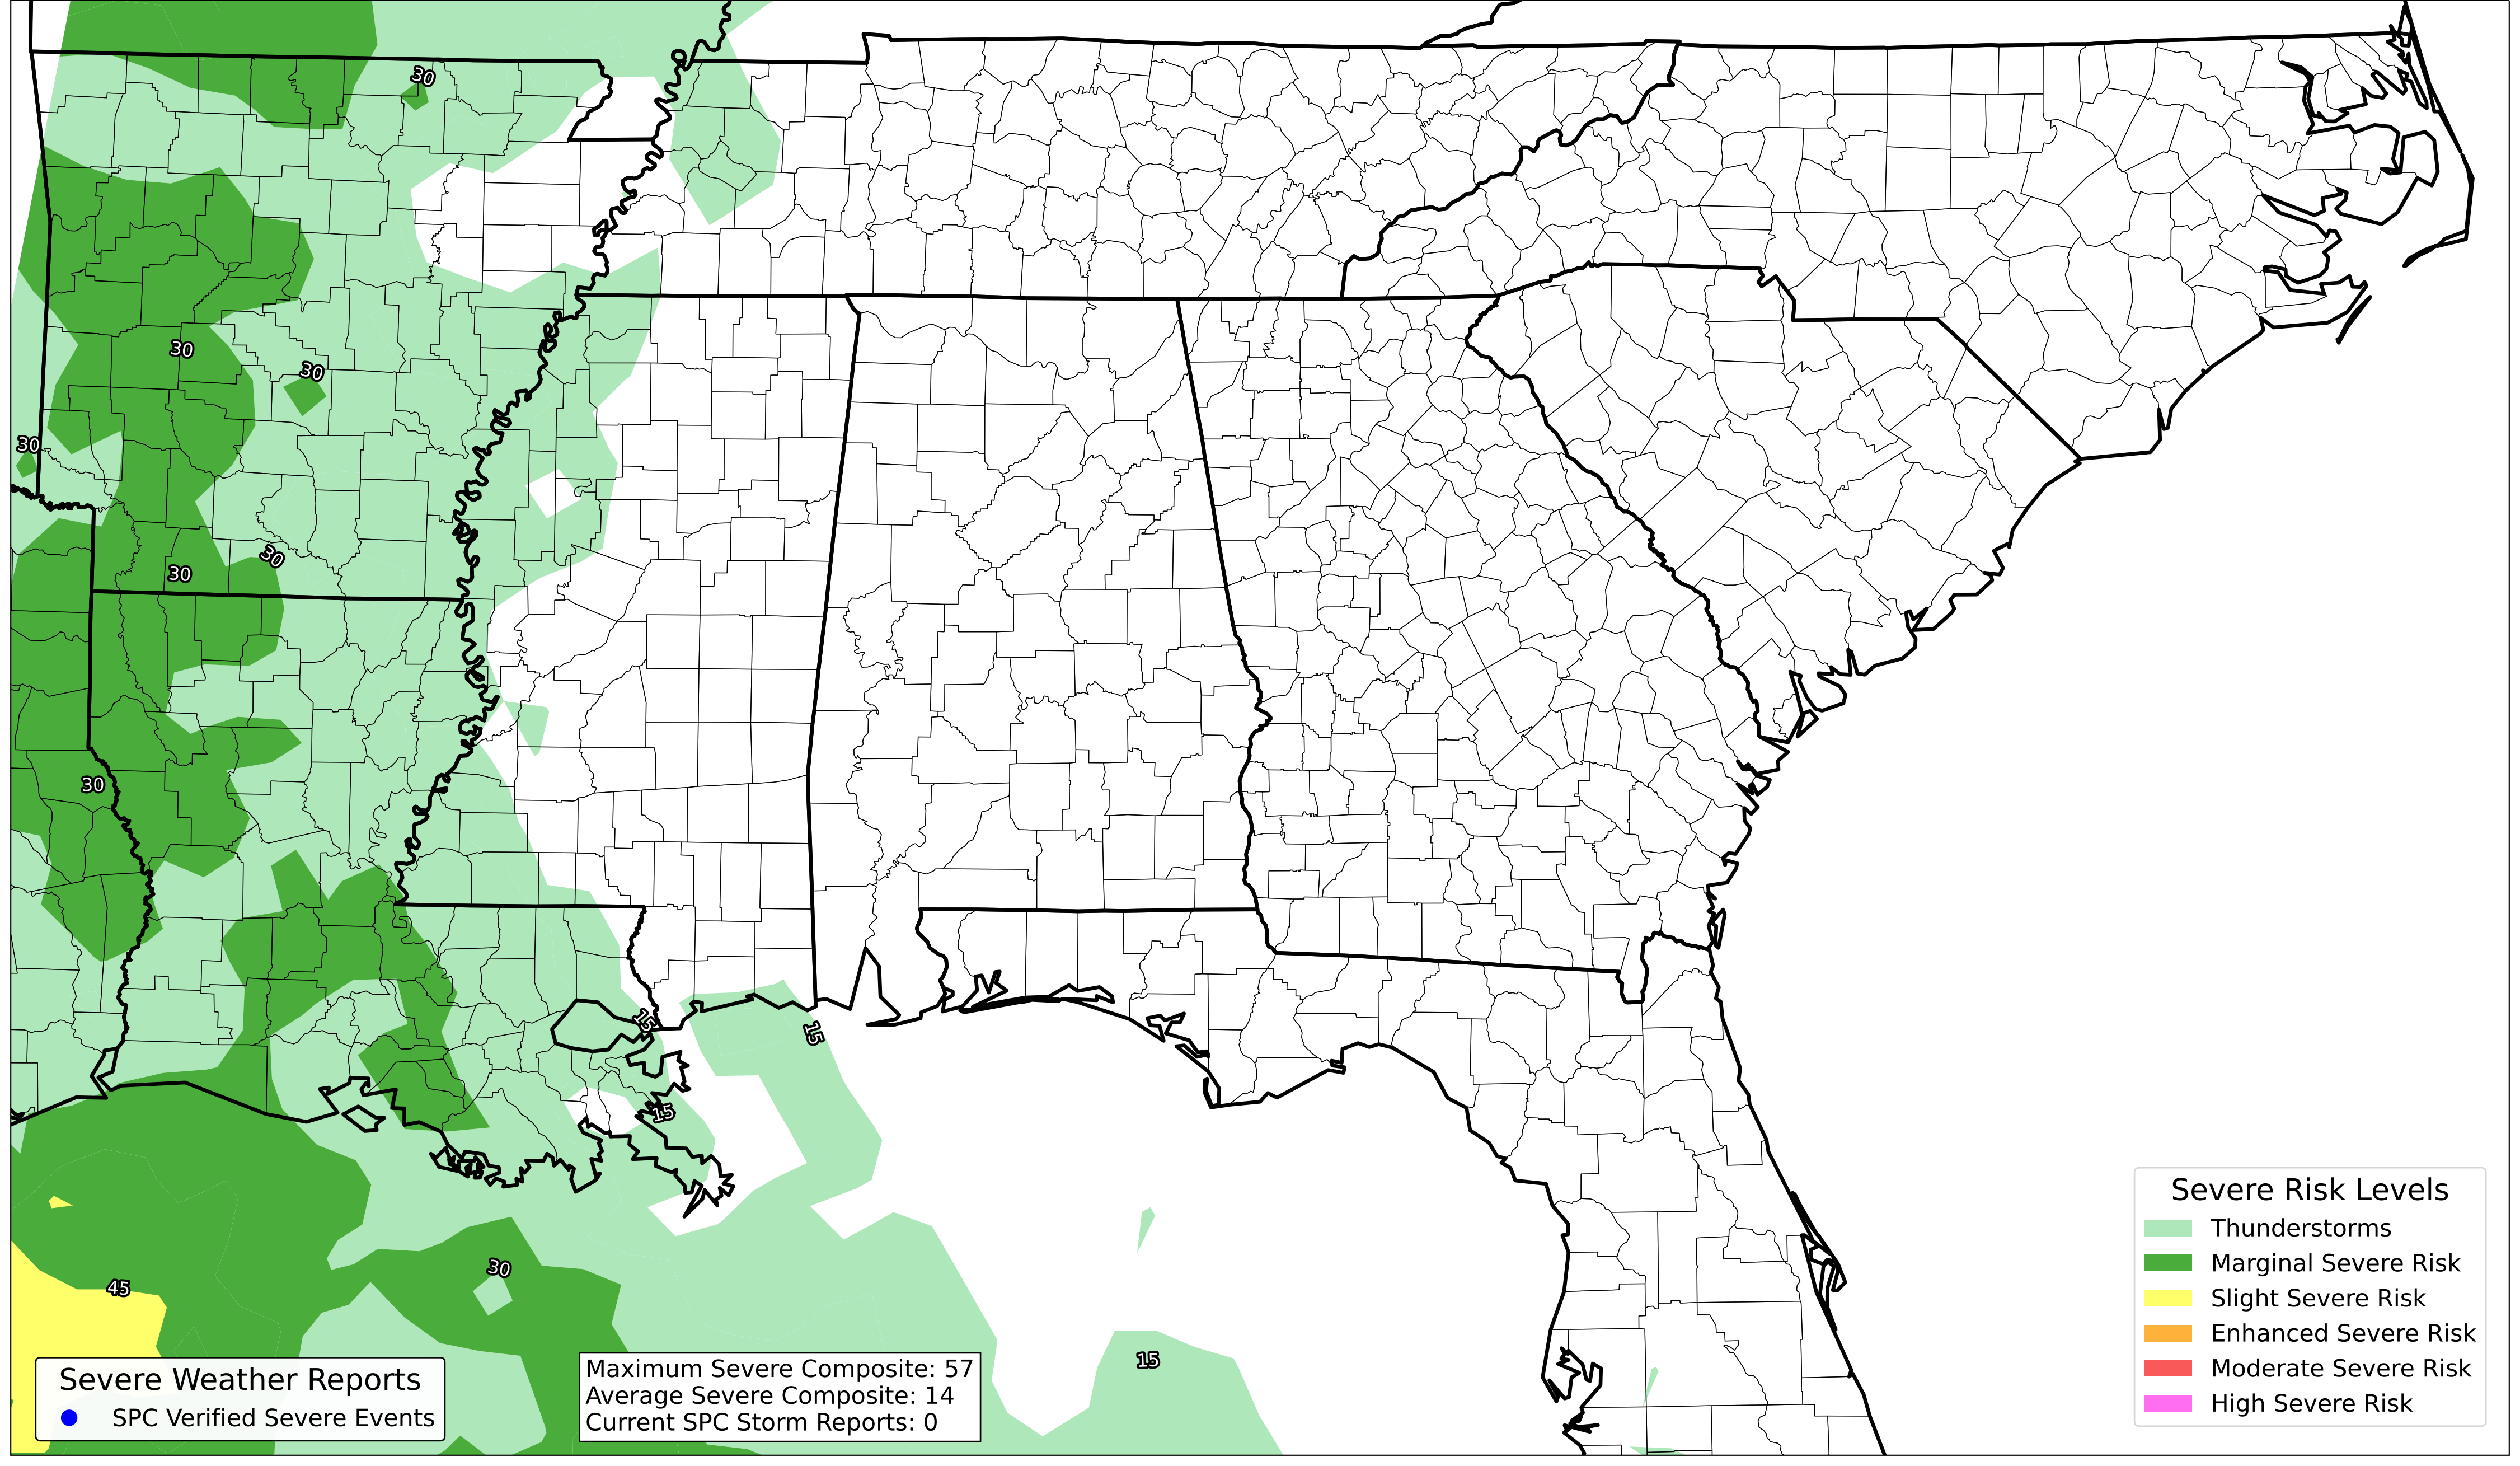 30
30
30
30
30
30
30
15
15
15
30
45
15
Severe Weather Reports
SPC Verified Severe Events
Maximum Severe Composite: 57
Average Severe Composite: 14
Current SPC Storm Reports: 0
Severe Risk Levels
Thunderstorms
Marginal Severe Risk
Slight Severe Risk
Enhanced Severe Risk
Moderate Severe Risk
High Severe Risk